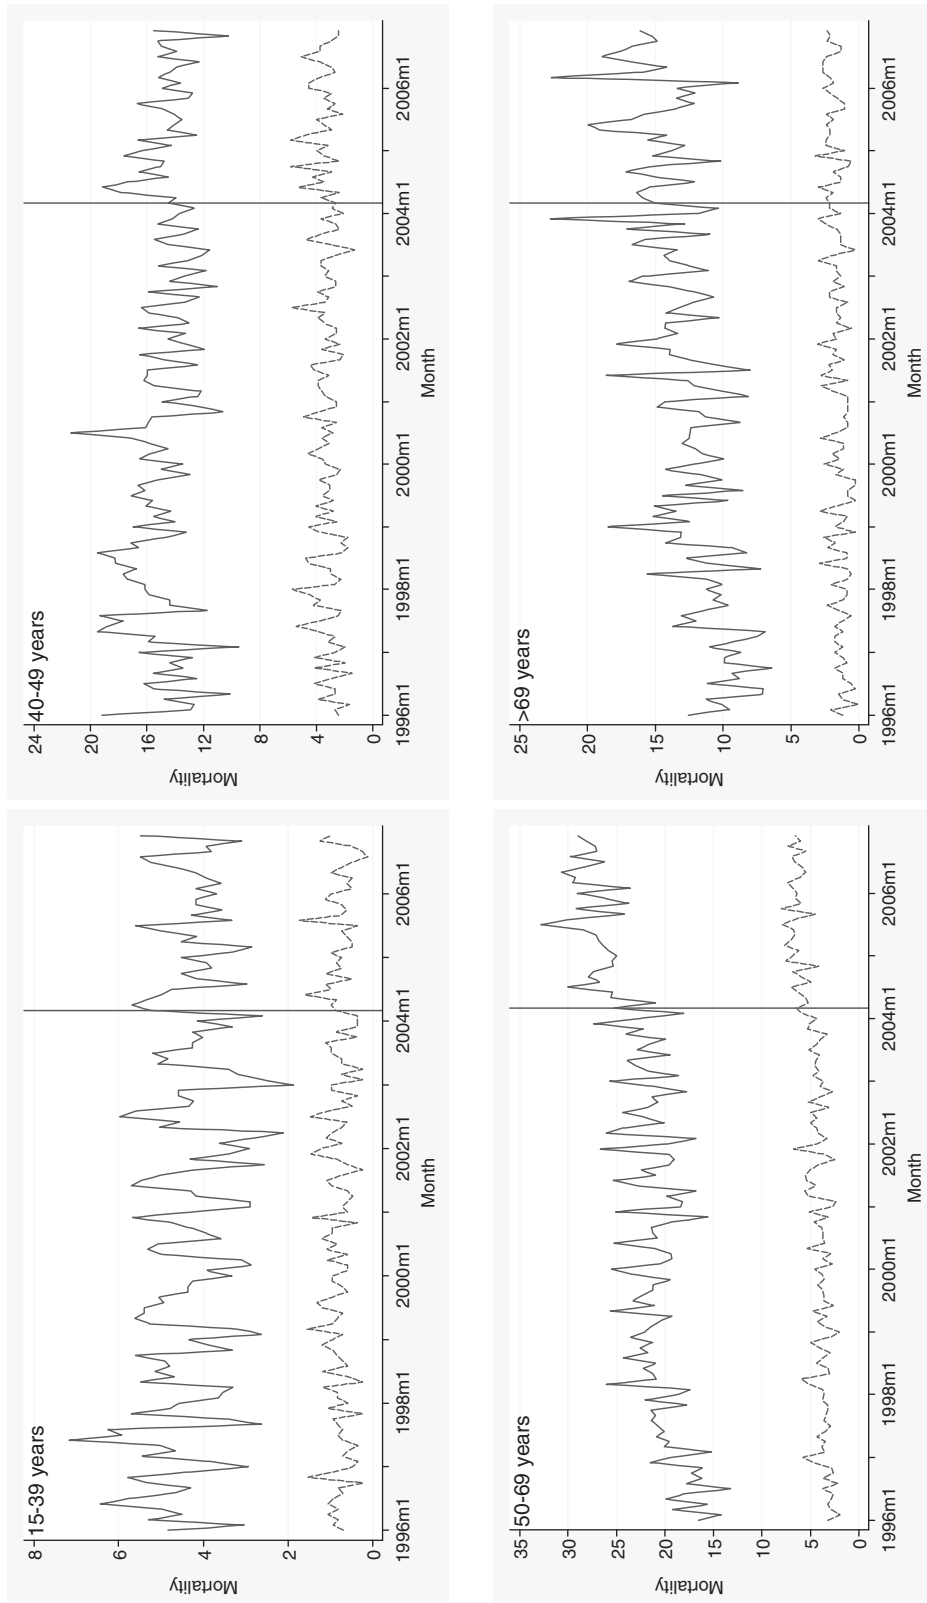 15-39 years
Mortality
8
6
4
2
0
1996m1
1998m1
2000m1
2002m1
2004m1
2006m1
Month
40-49 years
Mortality
24
20
16
12
8
4
0
1996m1
1998m1
2000m1
2002m1
2004m1
2006m1
Month
50-69 years
Mortality
35
30
25
20
15
10
5
0
1996m1
1998m1
2000m1
2002m1
2004m1
2006m1
Month
>69 years
Mortality
25
20
15
10
5
0
1996m1
1998m1
2000m1
2002m1
2004m1
2006m1
Month